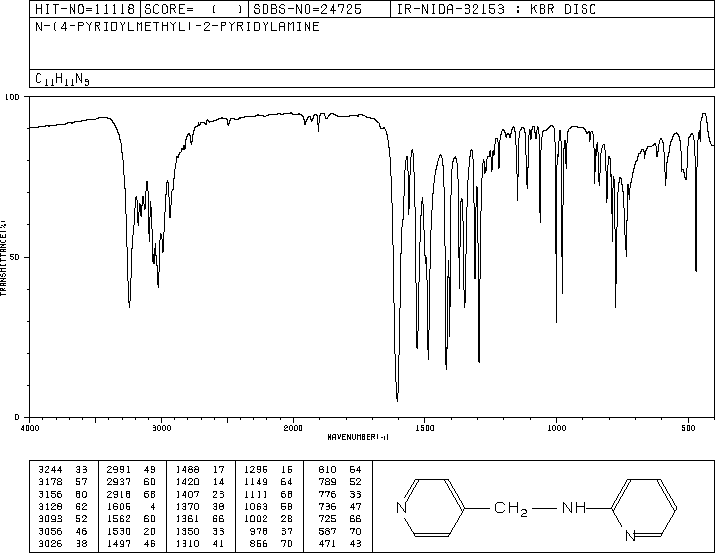 HIT-NO=11118 SCORE= ( ) SDBS-NO=24725 IR-NIDA-32153 : KBR DISC
N-(4-PYRIDYLMETHYL)-2-PYRIDYLAMINE
C11H11N3
100
50
0
TRANSMITTANCE(%)
4000 3000 2000 1500 1000 500
WAVENUMBER(-1)
3244 33 2991 49 1488 17 1296 16 810 64
3178 57 2937 60 1420 14 1149 64 789 52
3156 60 2918 68 1407 23 1111 68 776 33
3128 62 1606 4 1370 38 1063 58 736 47
3093 52 1562 60 1361 66 1002 28 725 66
3056 46 1530 20 1350 33 978 37 587 70
3026 38 1497 46 1310 41 866 70 471 43
N CH2 NH N